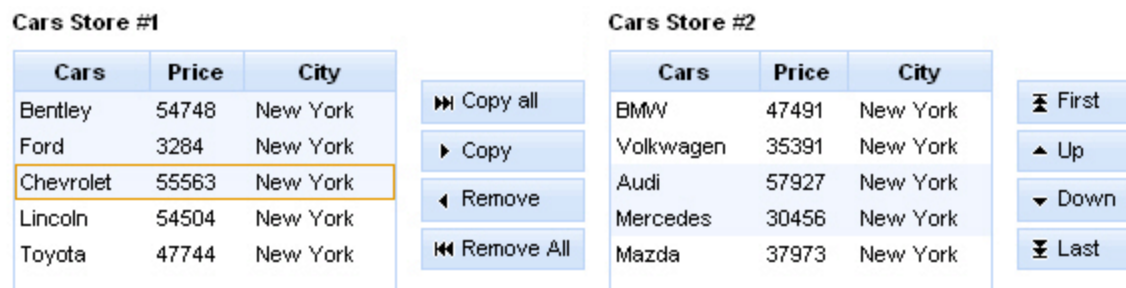 Cars Store #1
Cars Price City
Bentley 54748 New York
Ford 3284 New York
Chevrolet 55563 New York
Lincoln 54504 New York
Toyota 47744 New York
Copy all
Copy
Remove
Remove All
Cars Store #2
Cars Price City
BMW 47491 New York
Volkwagen 35391 New York
Audi 57927 New York
Mercedes 30456 New York
Mazda 37973 New York
First
Up
Down
Last